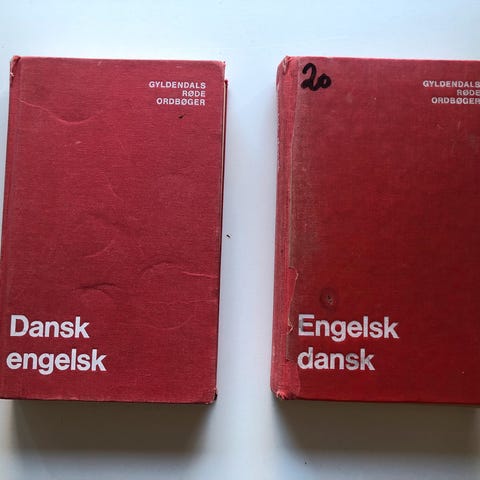 GYLDENDALS
RØDE
ORDBØGER
Dansk
engelsk
20
GYLDENDALS
RØDE
ORDBØGER
Engelsk
dansk